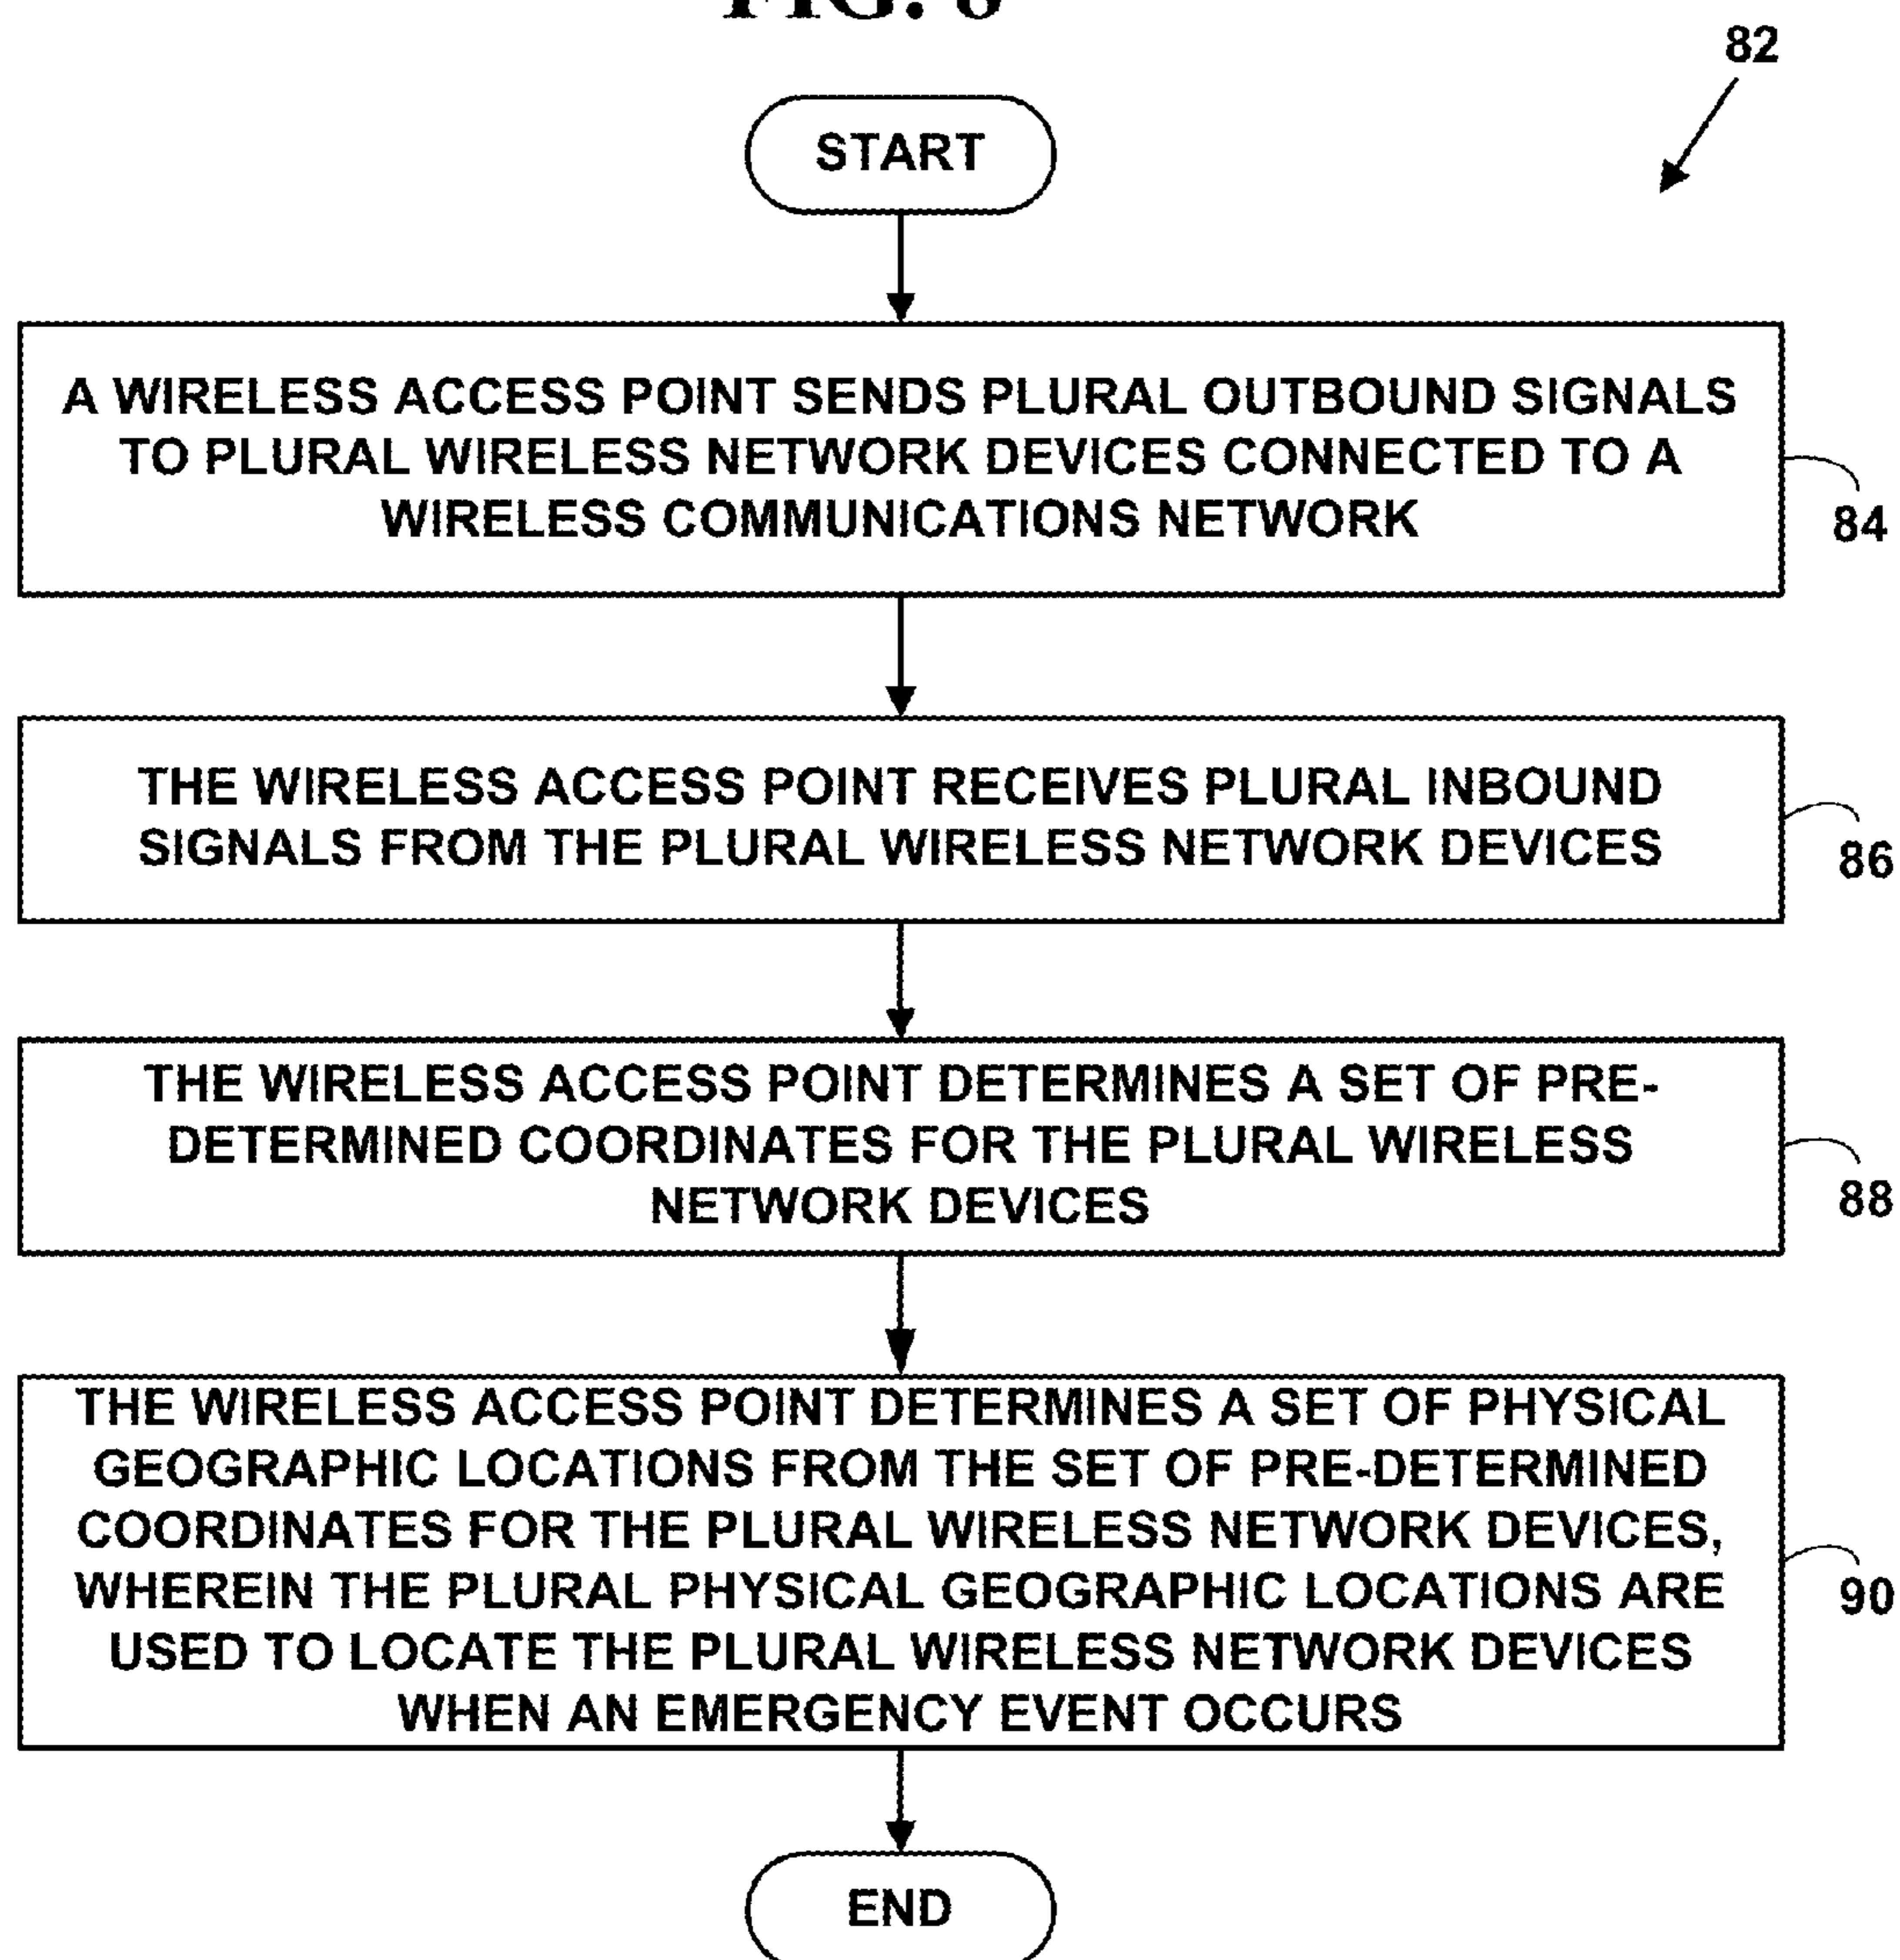 FIG.
82
START
A WIRELESS ACCESS POINT SENDS PLURAL OUTBOUND SIGNALS
TO PLURAL WIRELESS NETWORK DEVICES CONNECTED TO A
WIRELESS COMMUNICATIONS NETWORK
84
THE WIRELESS ACCESS POINT RECEIVES PLURAL INBOUND
SIGNALS FROM THE PLURAL WIRELESS NETWORK DEVICES
86
THE WIRELESS ACCESS POINT DETERMINES A SET OF PRE-
DETERMINED COORDINATES FOR THE PLURAL WIRELESS
NETWORK DEVICES
88
THE WIRELESS ACCESS POINT DETERMINES A SET OF PHYSICAL
GEOGRAPHIC LOCATIONS FROM THE SET OF PRE-DETERMINED
COORDINATES FOR THE PLURAL WIRELESS NETWORK DEVICES,
WHEREIN THE PLURAL PHYSICAL GEOGRAPHIC LOCATIONS ARE
USED TO LOCATE THE PLURAL WIRELESS NETWORK DEVICES
WHEN AN EMERGENCY EVENT OCCURS
90
END